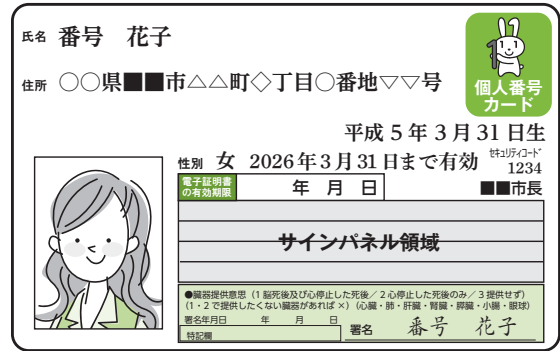 氏名 番号 花子
住所 ○○県■■市△△町◇丁目○番地▽▽号
個人番号
カード
平成5年3月31日生
性別 女 2026年3月31日まで有効
セキュリティコード
1234
電子証明書
の有効期限
年 月 日
■■市長
サインパネル領域
●臓器提供意思(1脳死後及び心停止した死後/2心停止した死後のみ/3提供せず)
(1・2で提供したくない臓器があれば×)(心臓・肺・肝臓・腎臓・膵臓・小腸・眼球)
署名年月日 年 月 日
特記欄
署名 番号 花子